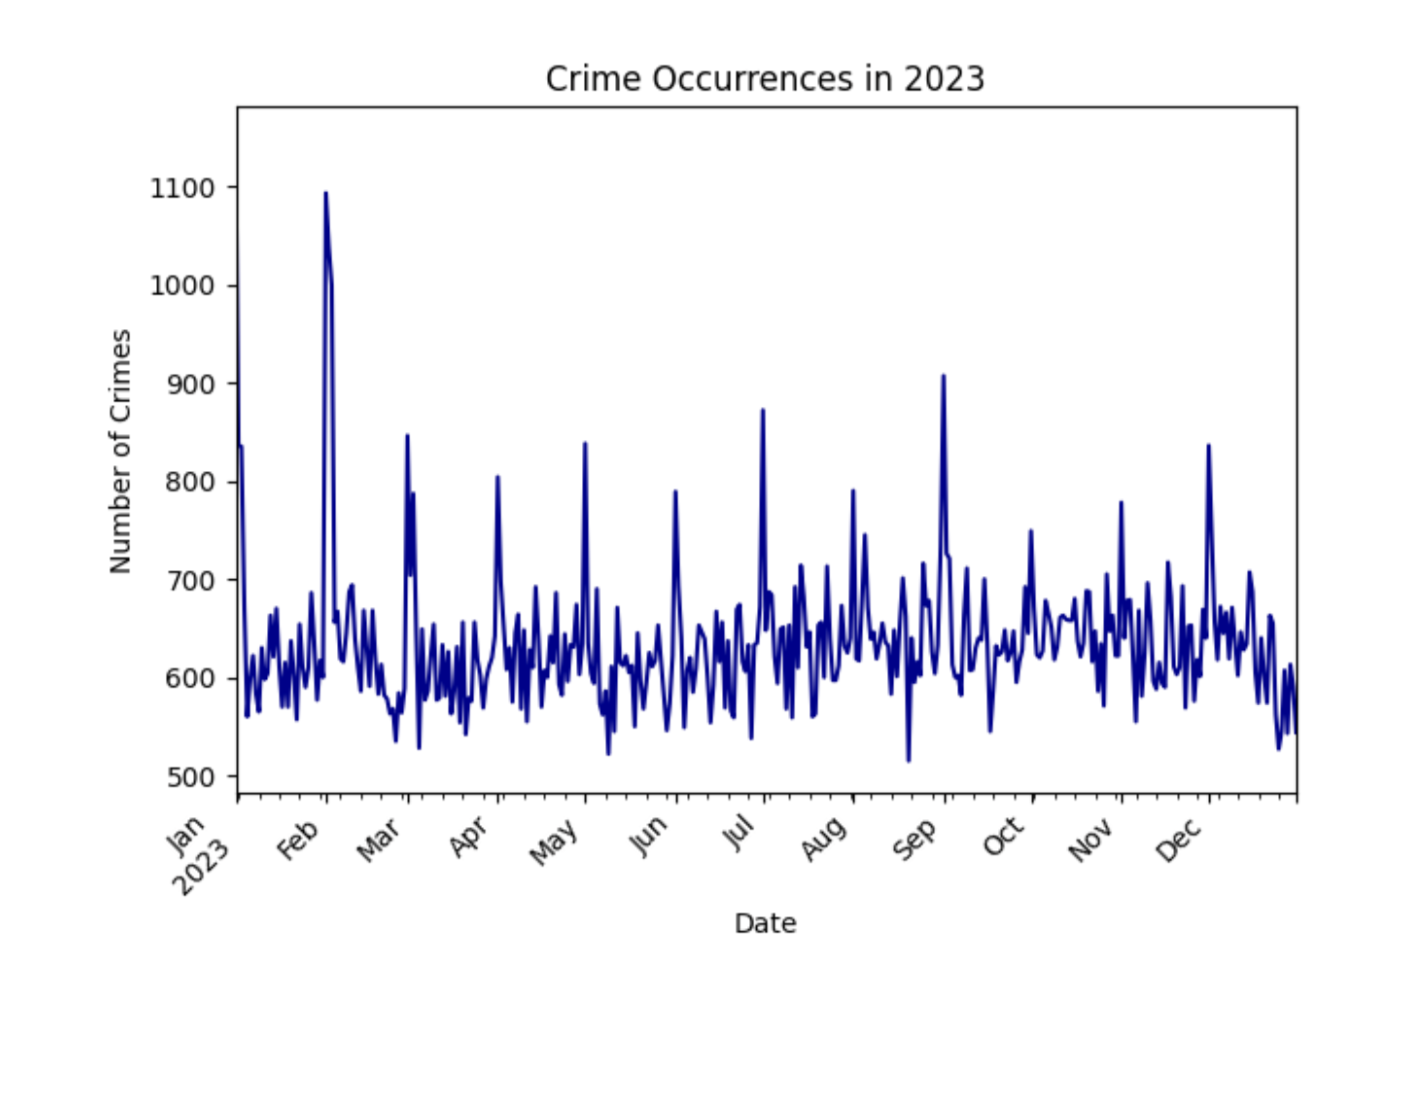 Crime Occurrences in 2023
1100
1000
900
800
700
600
500
Number of Crimes
Jan
2023
Feb
Mar
Apr
May
Jun
Jul
Aug
Sep
Oct
Nov
Dec
Date